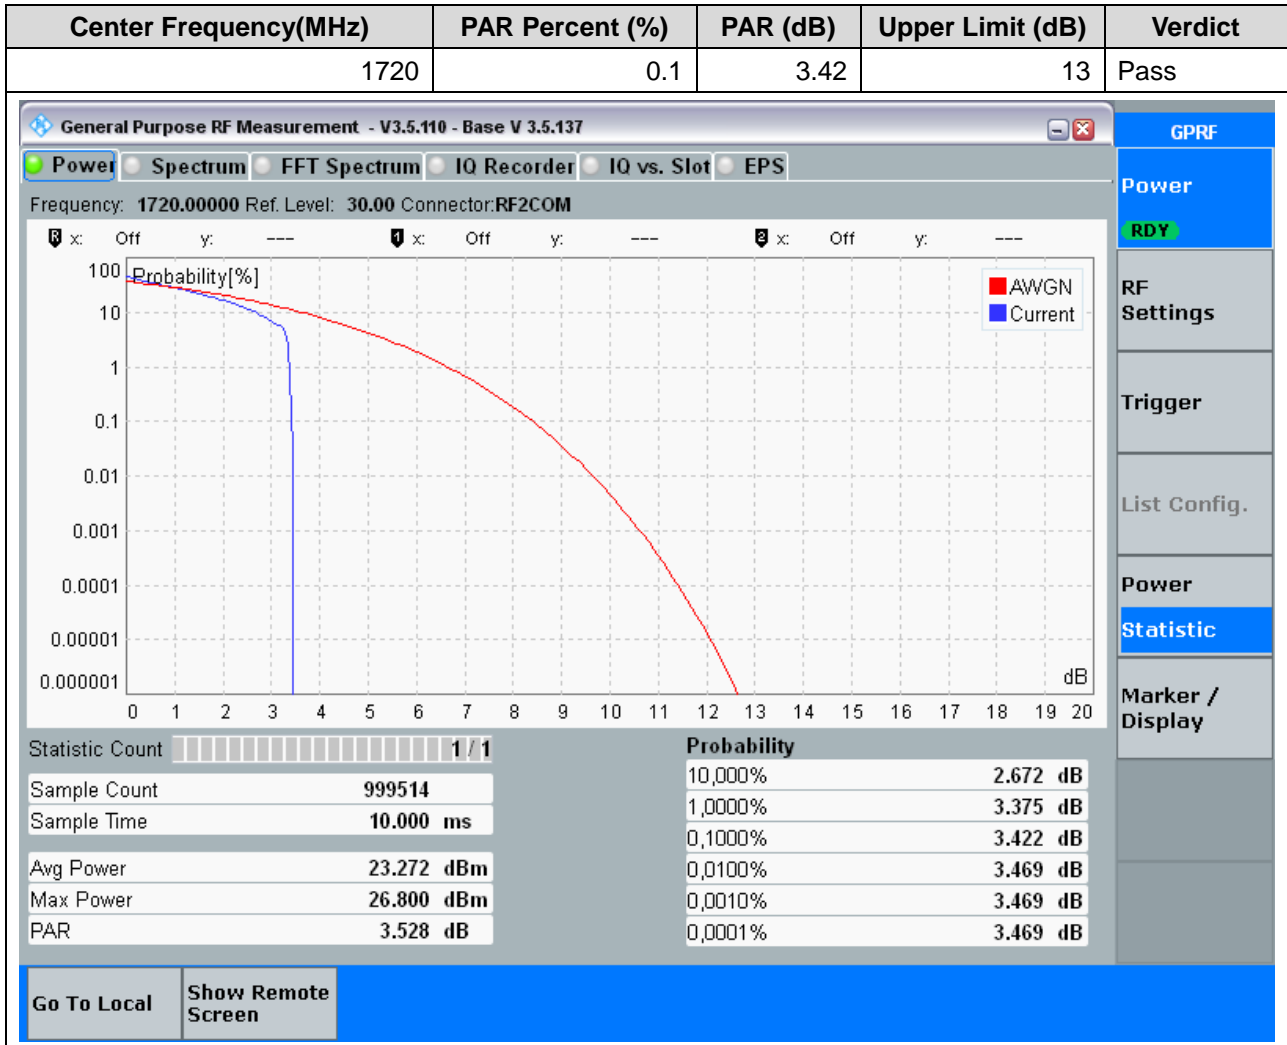 Center Frequency(MHz) PAR Percent (%) PAR (dB) Upper Limit (dB) Verdict
1720 0.1 3.42 13 Pass
General Purpose RF Measurement - V3.5.110 - Base V 3.5.137
GPRF
Power Spectrum FFT Spectrum IQ Recorder IQ vs. Slot EPS
Frequency: 1720.00000 Ref. Level: 30.00 Connector:RF2COM
R x: Off y: --- 1 x: Off y: --- 2 x: Off y: ---
Probability[%]
AWGN
Current
100
10
1
0.1
0.01
0.001
0.0001
0.00001
0.000001
dB
0 1 2 3 4 5 6 7 8 9 10 11 12 13 14 15 16 17 18 19 20
Statistic Count 1 / 1
Sample Count 999514
Sample Time 10.000 ms
Avg Power 23.272 dBm
Max Power 26.800 dBm
PAR 3.528 dB
Probability
10,000% 2.672 dB
1,0000% 3.375 dB
0,1000% 3.422 dB
0,0100% 3.469 dB
0,0010% 3.469 dB
0,0001% 3.469 dB
Power
RDY
RF
Settings
Trigger
List Config.
Power
Statistic
Marker /
Display
Go To Local
Show Remote
Screen